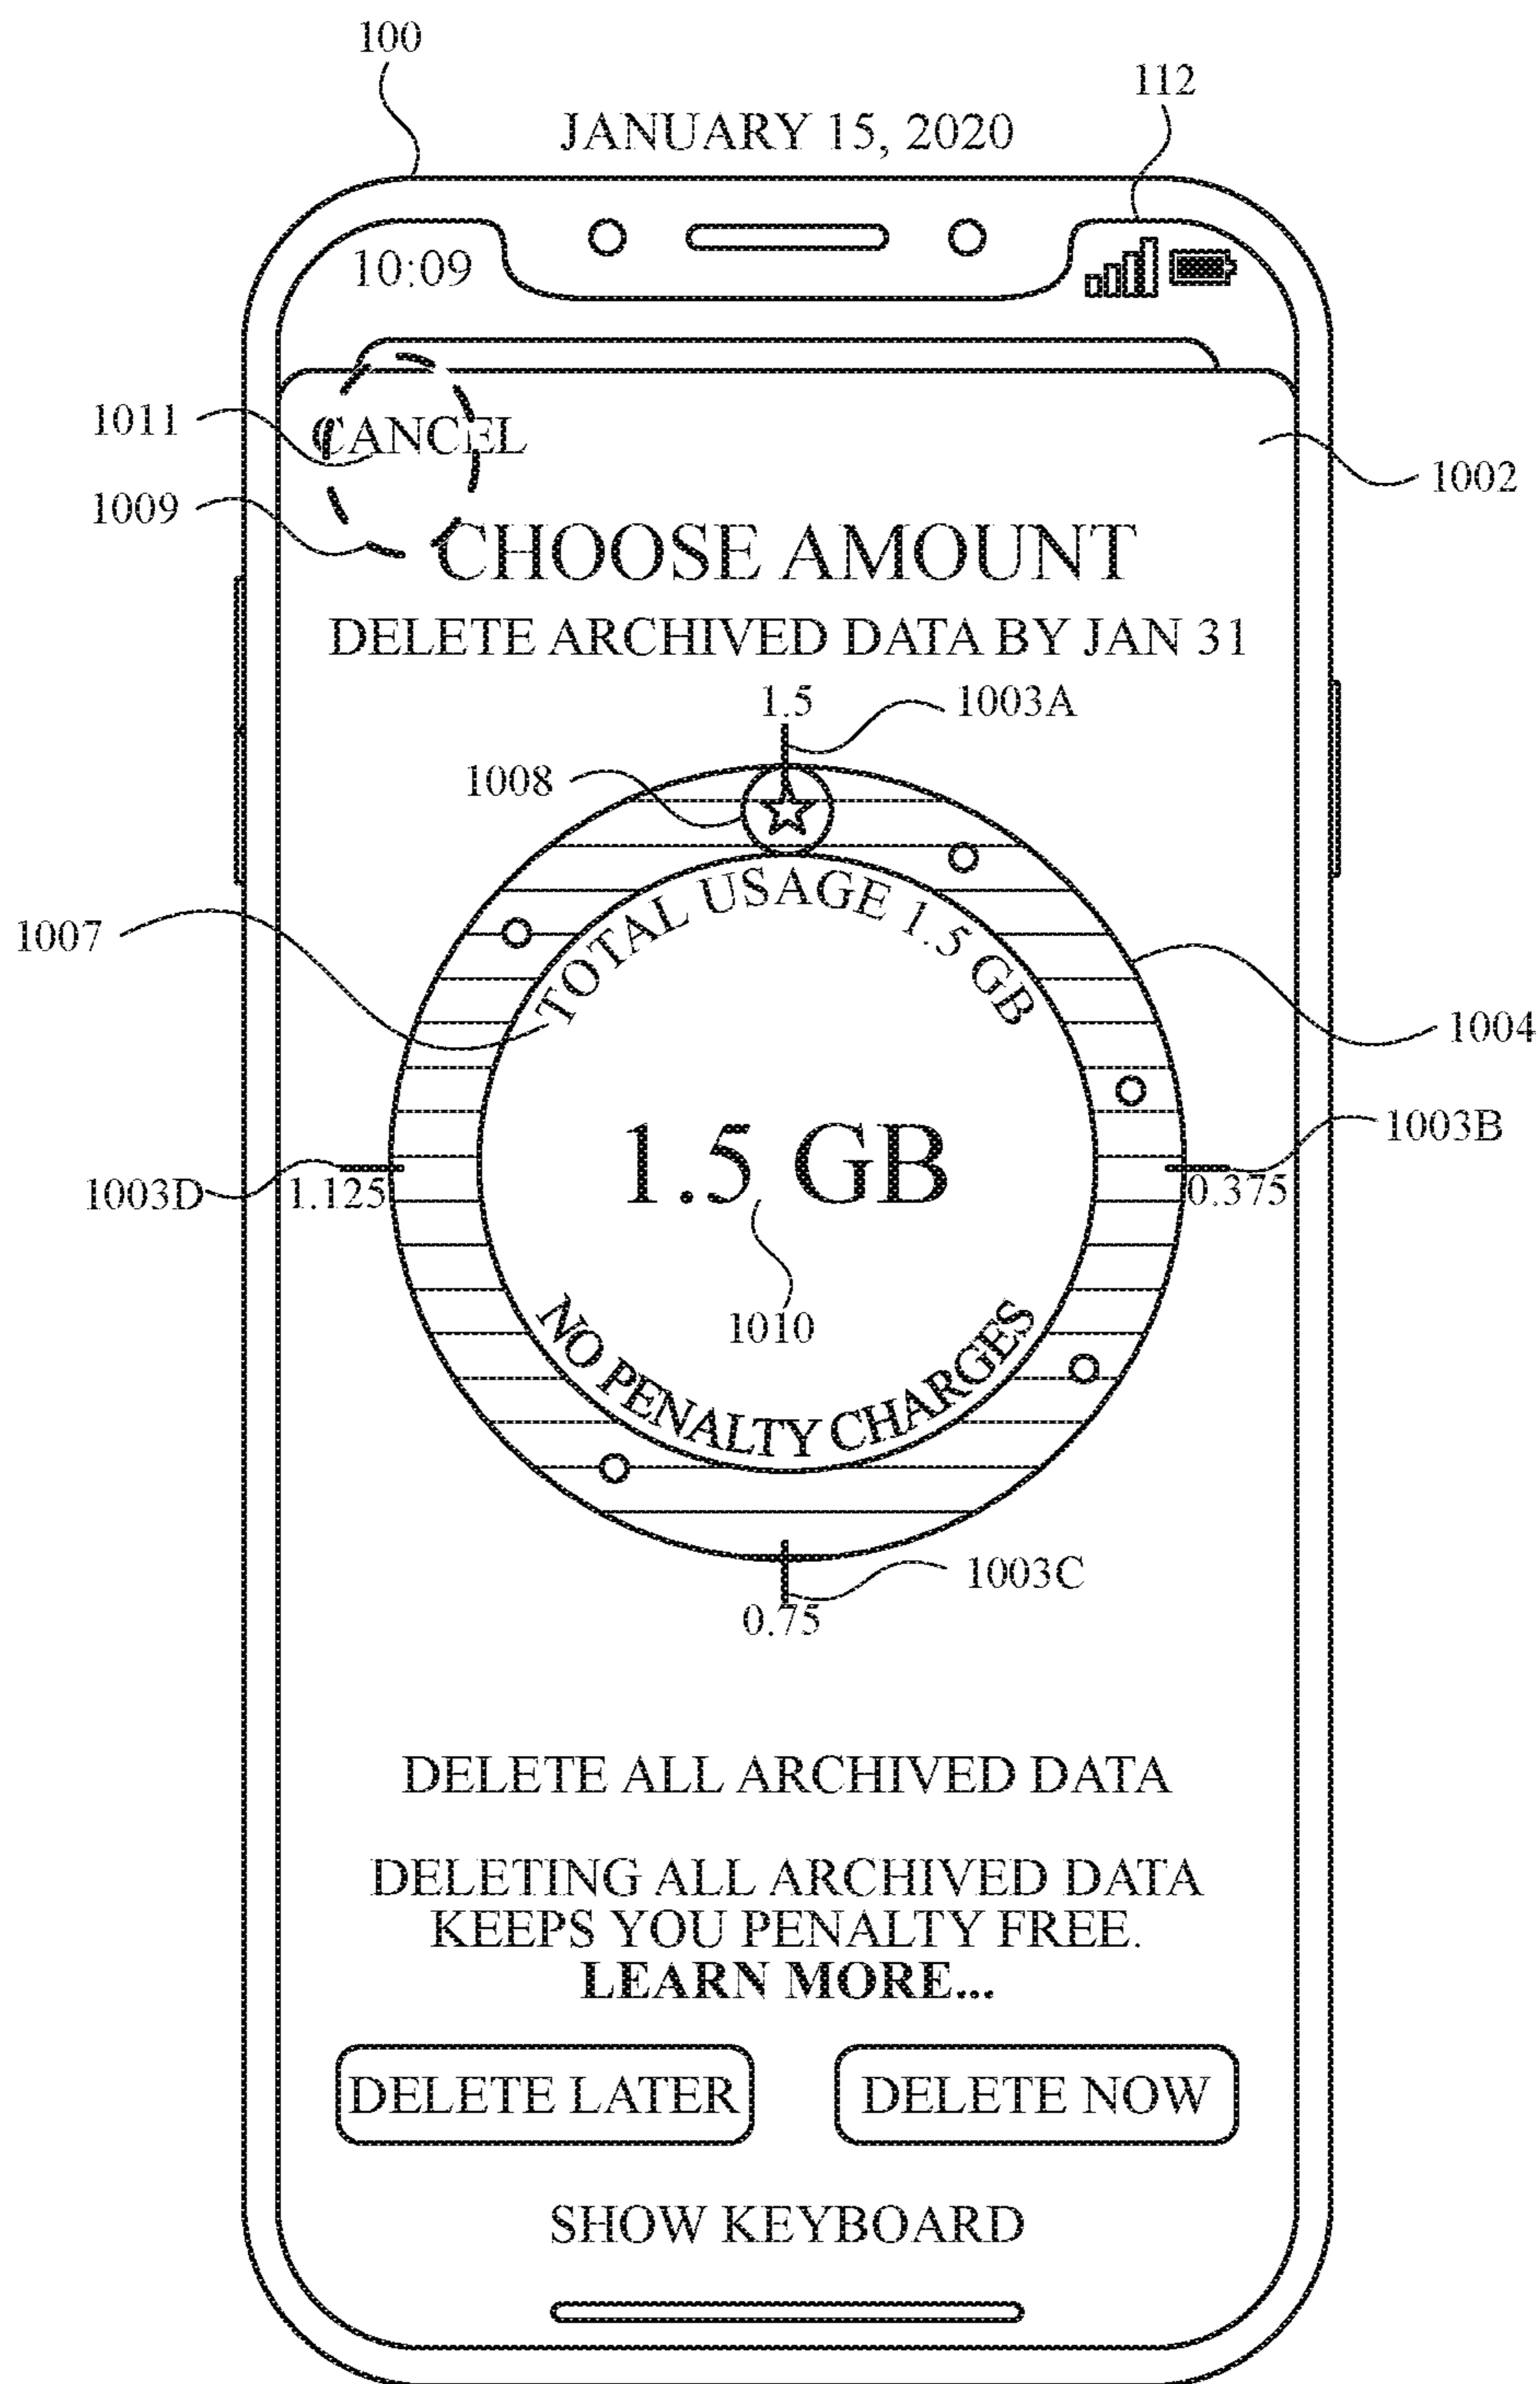 100
112
JANUARY 15, 2020
10:09
1011
CANCEL
1002
1009
CHOOSE AMOUNT
DELETE ARCHIVED DATA BY JAN 31
1.5
1003A
1008
TOTAL USAGE 1.5 GB
1007
1004
1.5 GB
1003B
1003D
1.125
0.375
1010
NO PENALTY CHARGES
1003C
0.75
DELETE ALL ARCHIVED DATA
DELETING ALL ARCHIVED DATA
KEEPS YOU PENALTY FREE.
LEARN MORE...
DELETE LATER
DELETE NOW
SHOW KEYBOARD